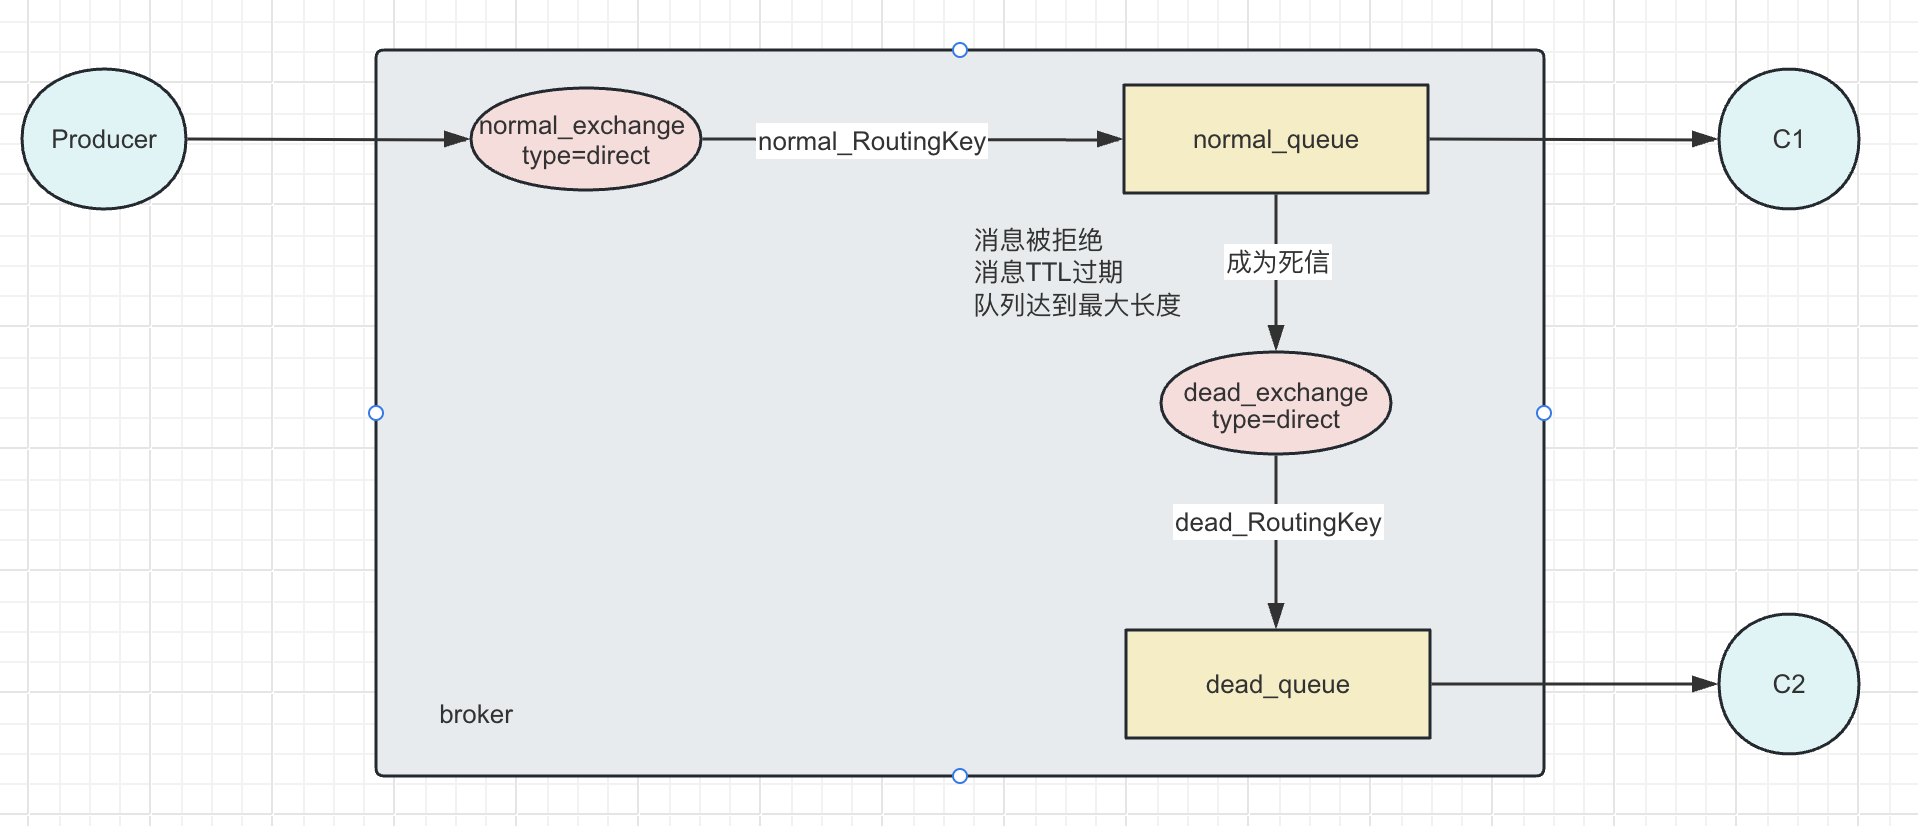 Producer
normal_exchange
type=direct
normal_RoutingKey
normal_queue
C1
消息被拒绝
消息TTL过期
队列达到最大长度
成为死信
dead_exchange
type=direct
dead_RoutingKey
dead_queue
C2
broker